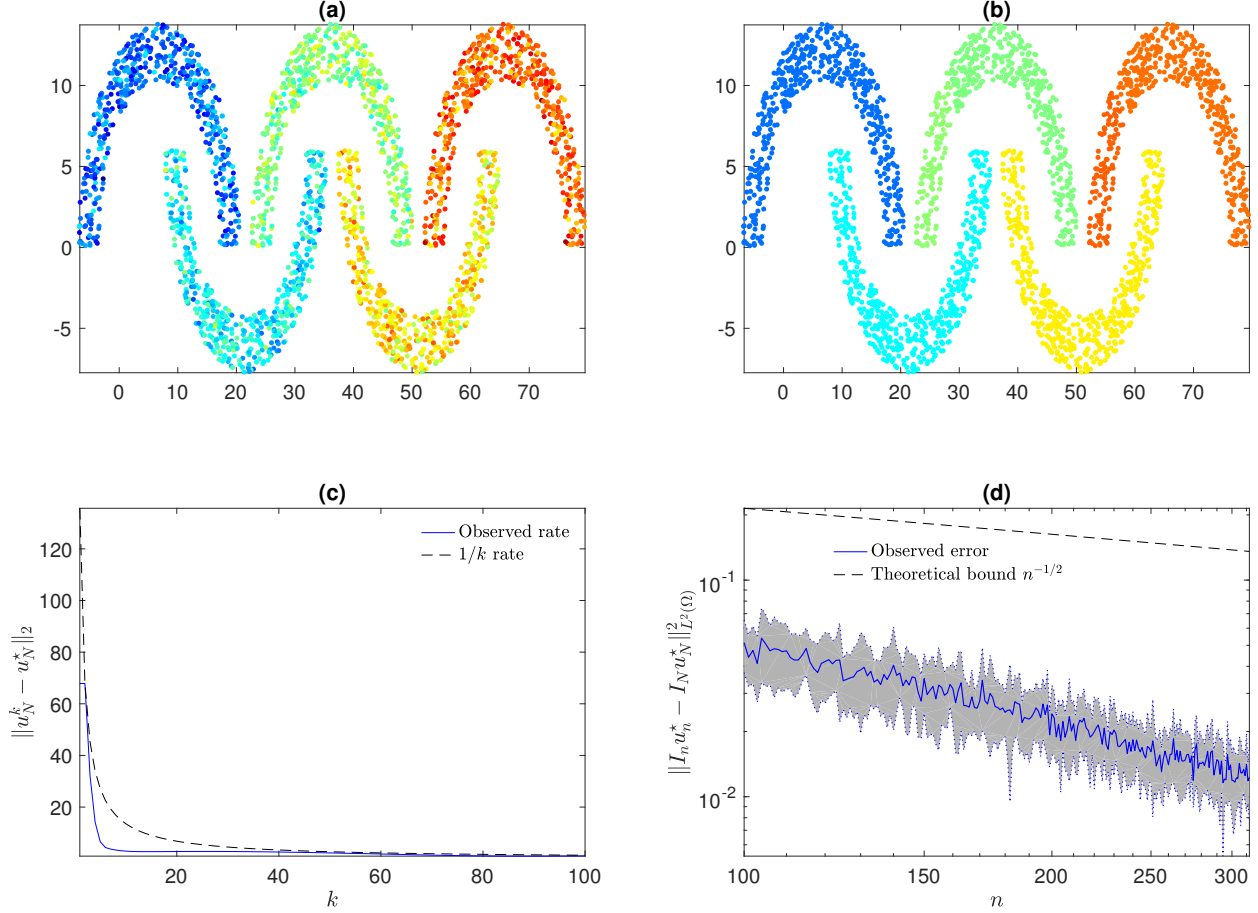 (a)
(b)
10
5
0
-5
0 10 20 30 40 50 60 70
10
5
0
-5
0 10 20 30 40 50 60 70
(c)
(d)
120
100
80
60
40
20
20 40 60 80 100
k
||u_N^k − u_N^⋆||_2
Observed rate
1/k rate
10^{-1}
10^{-2}
100 150 200 250 300
n
||I_n u_n^⋆ − I_N u_N^⋆||^2_{L^2(Ω)}
Observed error
Theoretical bound n^{-1/2}